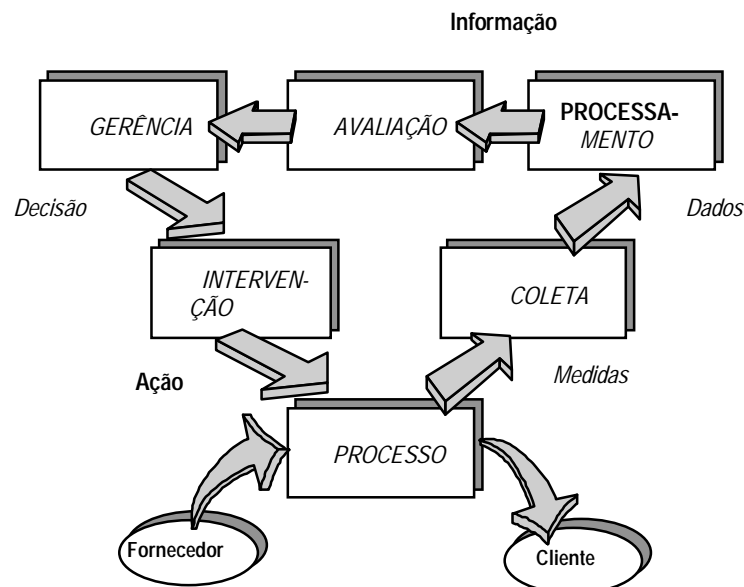 Informação
GERÊNCIA
AVALIAÇÃO
PROCESSA-
MENTO
Decisão
Dados
INTERVEN-
ÇÃO
COLETA
Ação
Medidas
PROCESSO
Fornecedor
Cliente